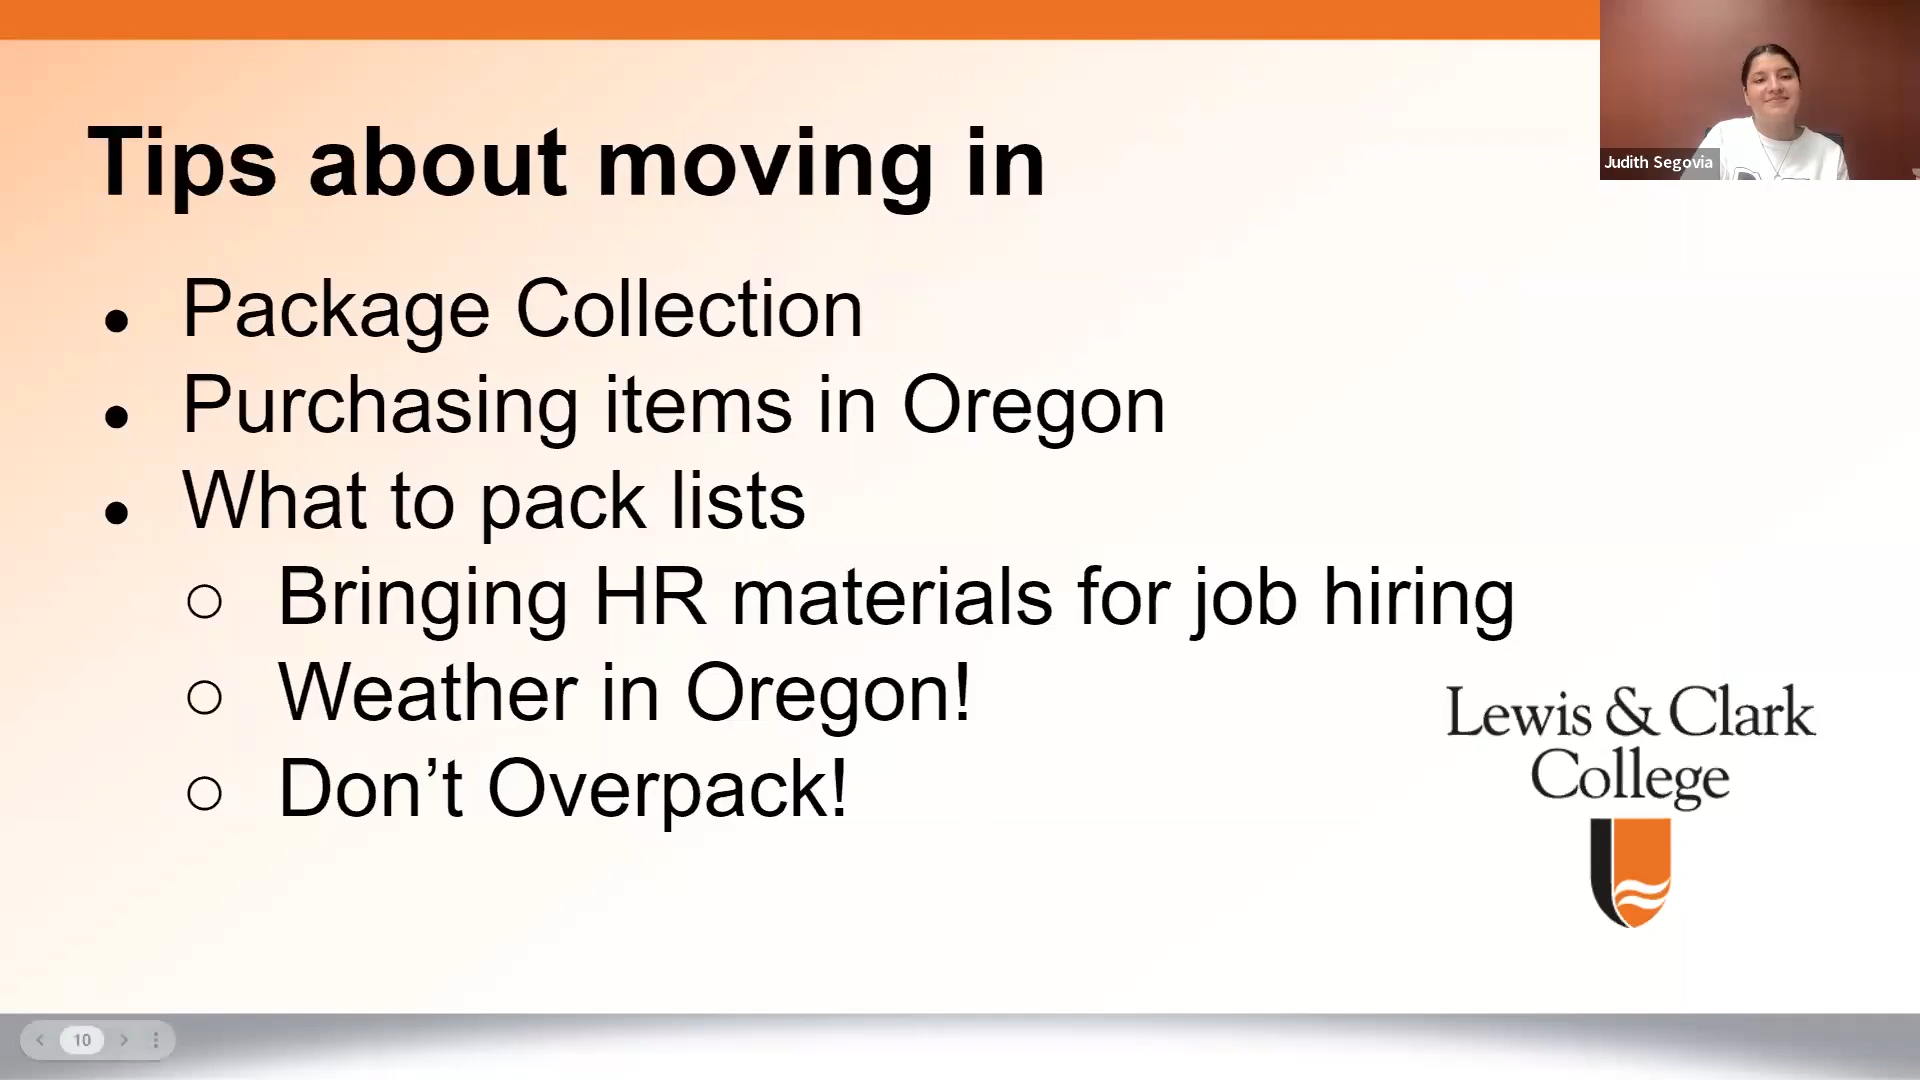 Tips about moving in
Judith Segovia
● Package Collection
● Purchasing items in Oregon
● What to pack lists
○ Bringing HR materials for job hiring
○ Weather in Oregon!
○ Don’t Overpack!
Lewis & Clark
College
10